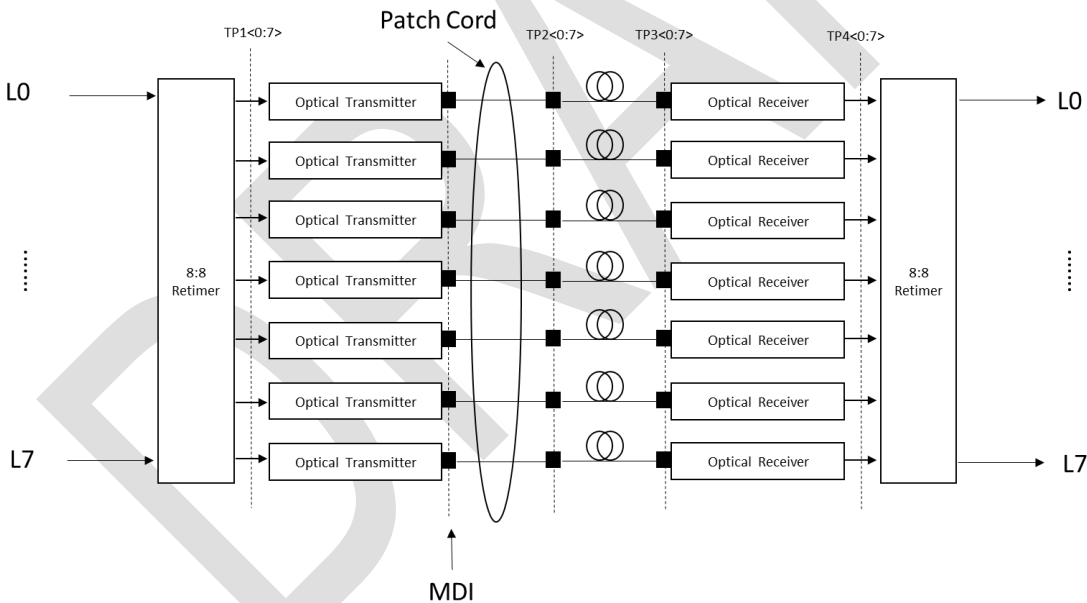 Patch Cord
TP1<0:7>
TP2<0:7>
TP3<0:7>
TP4<0:7>
L0
Optical Transmitter
Optical Receiver
L0
Optical Transmitter
Optical Receiver
Optical Transmitter
Optical Receiver
8:8
Retimer
Optical Transmitter
Optical Receiver
8:8
Retimer
Optical Transmitter
Optical Receiver
Optical Transmitter
Optical Receiver
L7
Optical Transmitter
Optical Receiver
L7
MDI
DRAF